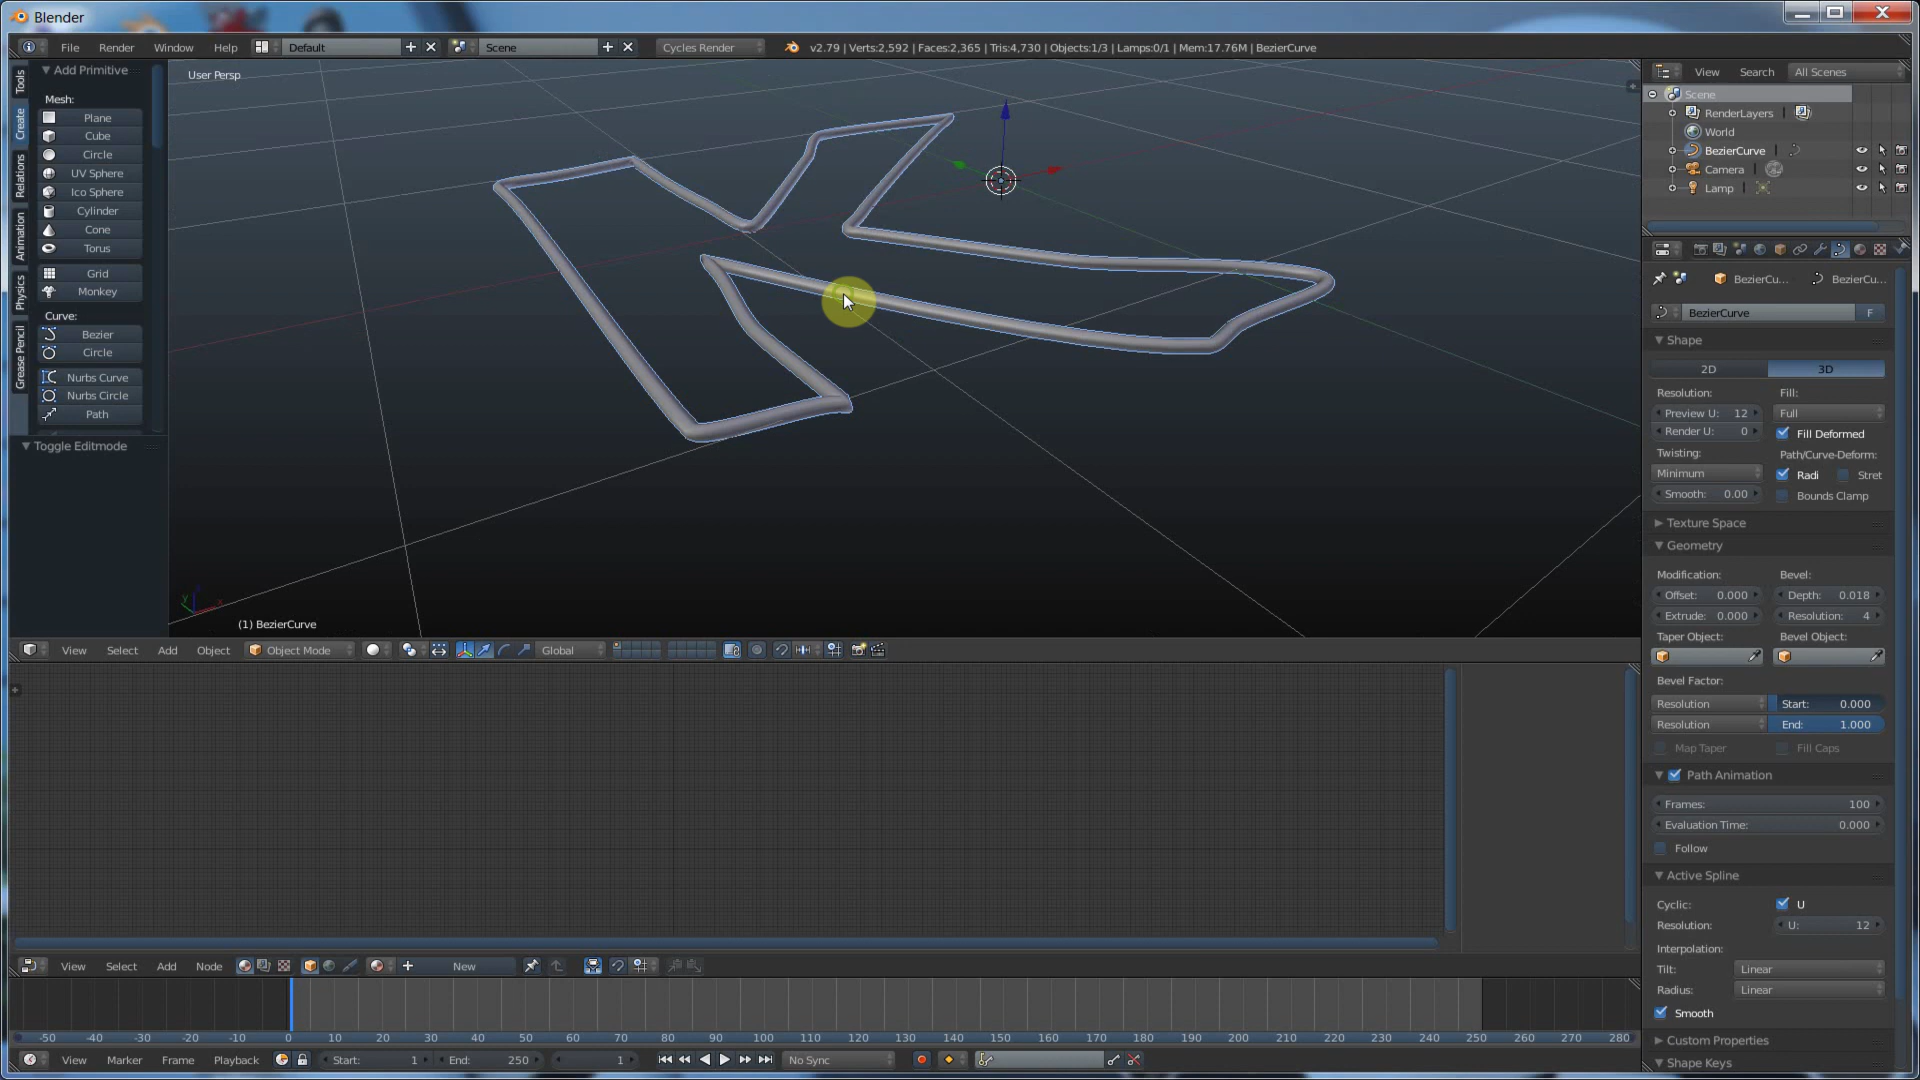 Blender
File Render Window Help Default Scene Cycles Render v2.79 | Verts:2,592 | Faces:2,365 | Tris:4,730 | Objects:1/3 | Lamps:0/1 | Mem:17.76M | BezierCurve
Tools
Create
Relations
Animation
Physics
Grease Pencil
Add Primitive
Mesh:
Plane
Cube
Circle
UV Sphere
Ico Sphere
Cylinder
Cone
Torus
Grid
Monkey
Curve:
Bezier
Circle
Nurbs Curve
Nurbs Circle
Path
Toggle Editmode
User Persp
(1) BezierCurve
View Select Add Object Object Mode Global
View Search All Scenes
Scene
RenderLayers |
World
BezierCurve
Camera |
Lamp |
BezierCu... BezierCu...
BezierCurve F
Shape
2D 3D
Resolution: Fill:
Preview U: 12 Full
Render U: 0 Fill Deformed
Twisting: Path/Curve-Deform:
Minimum Radi Stret
Smooth: 0.00 Bounds Clamp
Texture Space
Geometry
Modification: Bevel:
Offset: 0.000 Depth: 0.018
Extrude: 0.000 Resolution: 4
Taper Object: Bevel Object:
Bevel Factor:
Resolution Start: 0.000
Resolution End: 1.000
Map Taper Fill Caps
Path Animation
Frames: 100
Evaluation Time: 0.000
Follow
Active Spline
Cyclic: U
Resolution: U: 12
Interpolation:
Tilt: Linear
Radius: Linear
Smooth
Custom Properties
Shape Keys
View Select Add Node New
-50 -40 -30 -20 -10 0 10 20 30 40 50 60 70 80 90 100 110 120 130 140 150 160 170 180 190 200 210 220 230 240 250 260 270 280
View Marker Frame Playback Start: 1 End: 250 1 No Sync